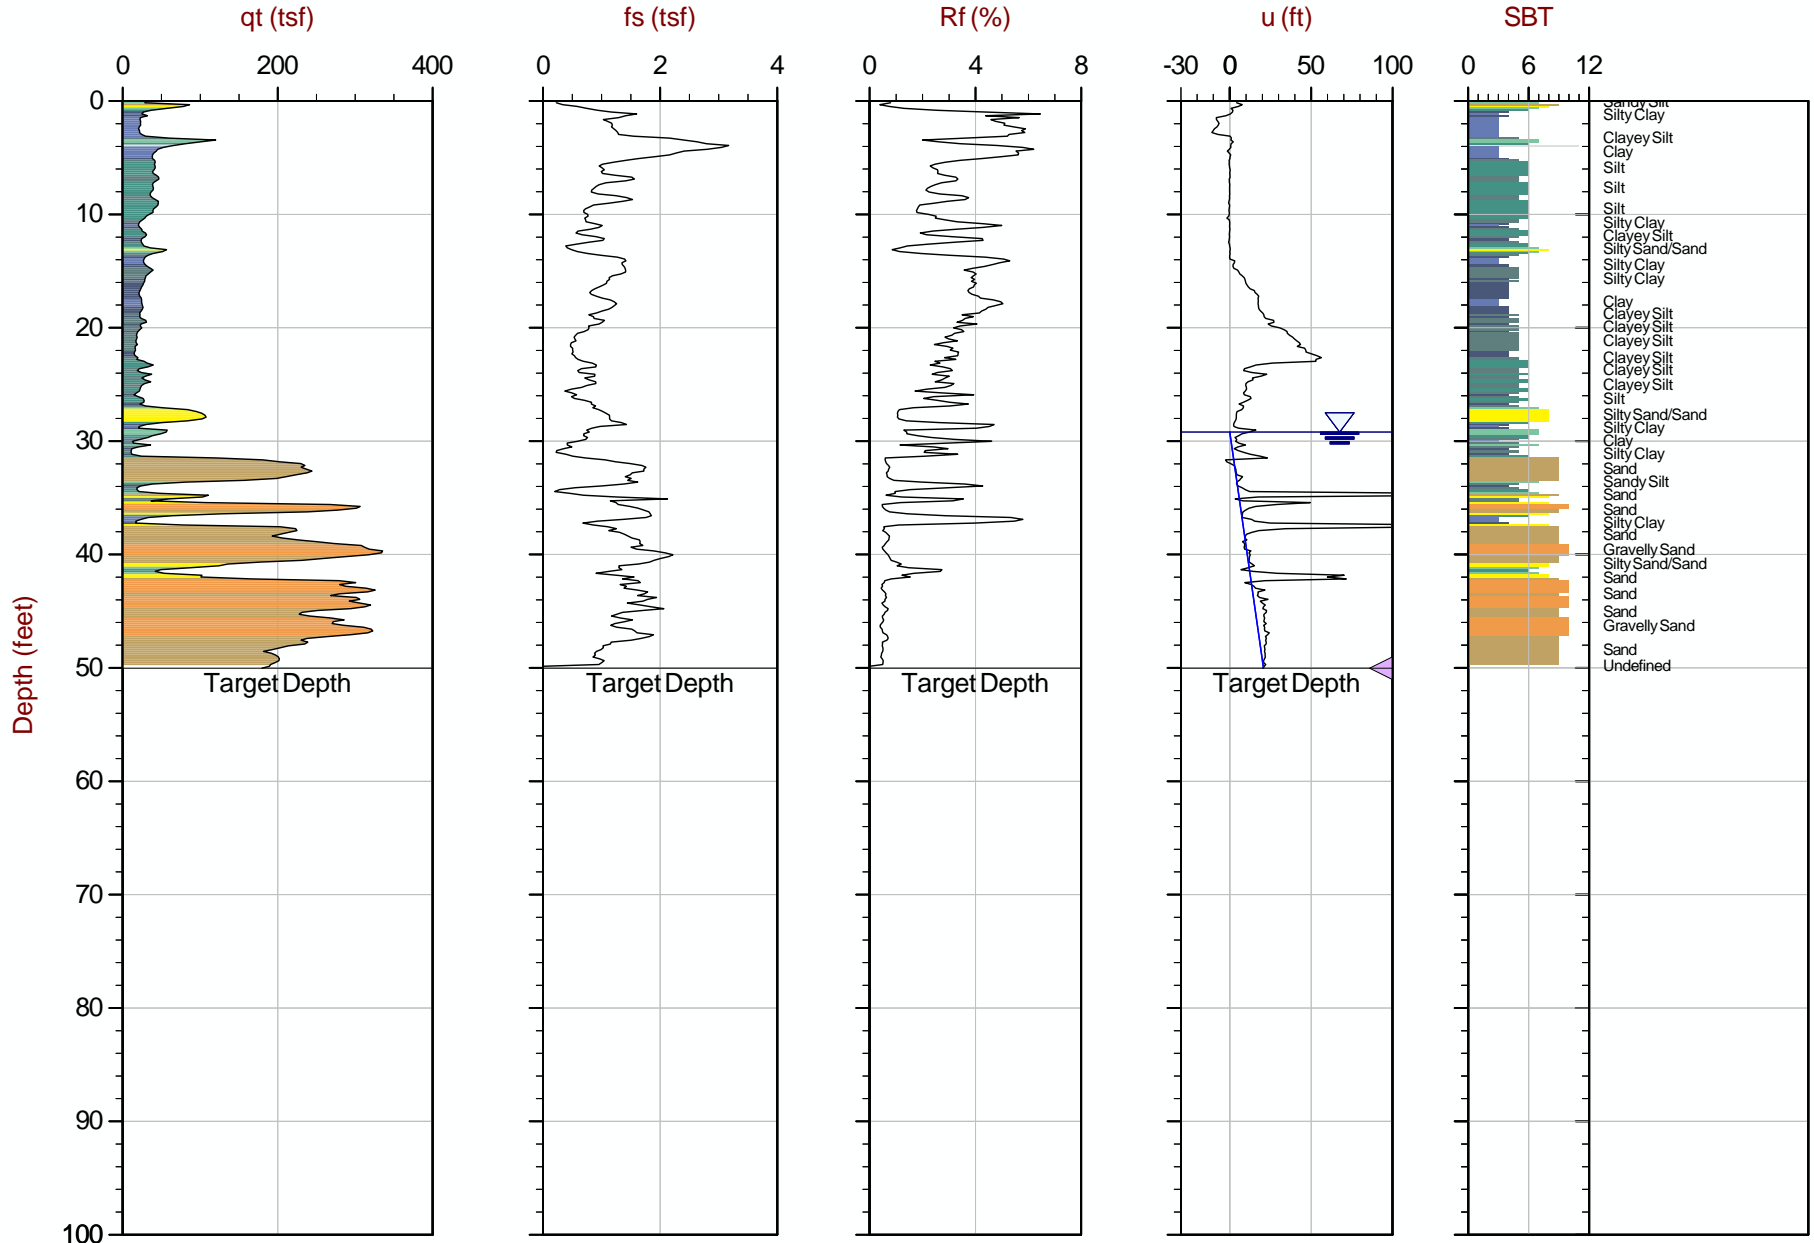 qt (tsf) fs (tsf) Rf (%) u (ft) SBT
0 200 400 0 2 4 0 4 8 -30 0 50 100 0 6 12
0
10
20
30
40
50
60
70
80
90
100
Depth (feet)
Target Depth Target Depth Target Depth Target Depth
Sandy Silt
Silty Clay
Clayey Silt
Clay
Silt
Silt
Silt
Silty Clay
Clayey Silt
Silty Sand/Sand
Silty Clay
Silty Clay
Clay
Clayey Silt
Clayey Silt
Clayey Silt
Clayey Silt
Clayey Silt
Clayey Silt
Silt
Silty Sand/Sand
Silty Clay
Clay
Silty Clay
Sand
Sandy Silt
Sand
Sand
Silty Clay
Sand
Gravelly Sand
Silty Sand/Sand
Sand
Sand
Sand
Gravelly Sand
Sand
Undefined